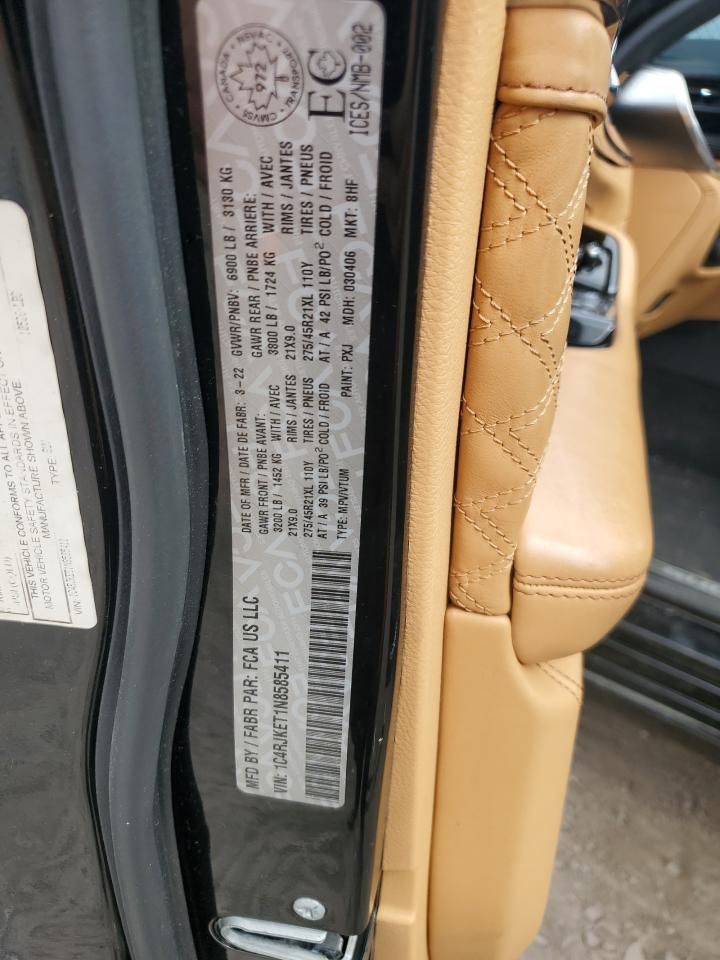 MFD BY / FABR PAR: FCA US LLC
DATE OF MFR / DATE DE FABR: 3-22
GVWR/PNBV: 6900 LB / 3130 KG
GAWR FRONT / PNBE AVANT:
3200 LB / 1452 KG WITH / AVEC
21X9.0 RIMS / JANTES
275/45R21XL 110Y TIRES / PNEUS
AT / A 39 PSI LB/PO² COLD / FROID
GAWR REAR / PNBE ARRIERE:
3800 LB / 1724 KG WITH / AVEC
21X9.0 RIMS / JANTES
275/45R21XL 110Y TIRES / PNEUS
AT / A 42 PSI LB/PO² COLD / FROID
VIN: 1C4RJKET1N8585411
TYPE: MPV/VTUM
PAINT: PXJ
MDH: 030406
MKT: 8HF
CANADA NSVAC
972
CMVSS TRANSPORT
EC
ICES/NMB-002
THIS VEHICLE CONFORMS TO ALL
MOTOR VEHICLE SAFETY STANDARDS IN EFFECT ON
MANUFACTURE SHOWN ABOVE.
VIN:
TYPE: